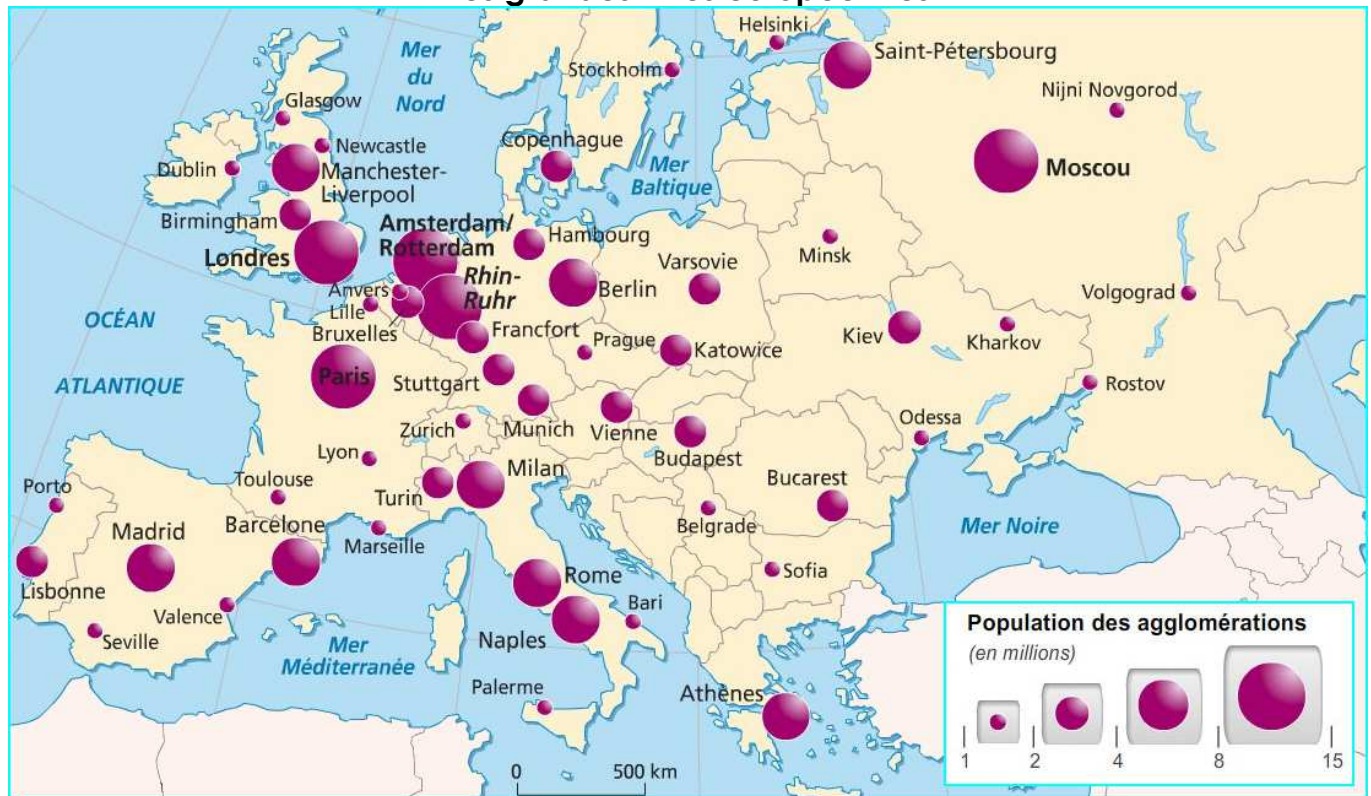 Helsinki
Saint-Pétersbourg
Mer
du
Nord
Stockholm
Nijni Novgorod
Glasgow
Newcastle
Copenhague
Mer
Baltique
Moscou
Dublin
Manchester-
Liverpool
Birmingham
Amsterdam/
Rotterdam
Hambourg
Londres
Rhin-
Ruhr
Berlin
Varsovie
Minsk
Anvers
Lille
Bruxelles
Volgograd
OCÉAN
ATLANTIQUE
Francfort
Prague
Katowice
Kiev
Kharkov
Paris
Stuttgart
Rostov
Zurich
Munich
Vienne
Budapest
Odessa
Lyon
Milan
Turin
Toulouse
Bucarest
Porto
Madrid
Barcelone
Marseille
Belgrade
Mer Noire
Lisbonne
Rome
Sofia
Valence
Bari
Seville
Naples
Mer
Méditerranée
Palerme
Athènes
0 500 km
Population des agglomérations
(en millions)
1 2 4 8 15